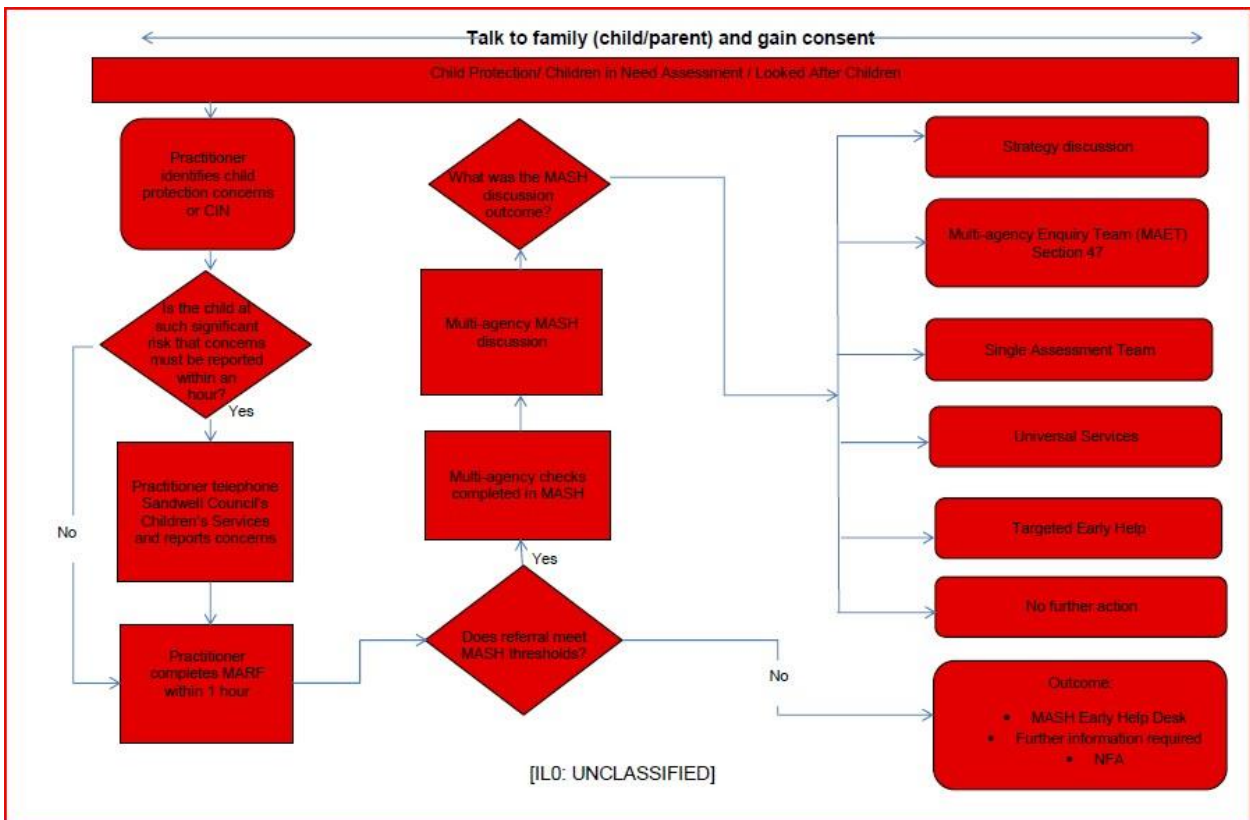 Talk to family (child/parent) and gain consent
Child Protection/ Children in Need Assessment / Looked After Children
Practitioner
identifies child
protection concerns
or CIN
Is the child at
such significant
risk that concerns
must be reported
within an
hour?
Yes
No
Practitioner telephone
Sandwell Council's
Children's Services
and reports concerns
Practitioner
completes MARF
within 1 hour
What was the MASH
discussion
outcome?
Multi-agency MASH
discussion
Multi-agency checks
completed in MASH
Yes
Does referral meet
MASH thresholds?
No
Strategy discussion
Multi-agency Enquiry Team (MAET)
Section 47
Single Assessment Team
Universal Services
Targeted Early Help
No further action
Outcome:
• MASH Early Help Desk
• Further information required
• NFA
[IL0: UNCLASSIFIED]